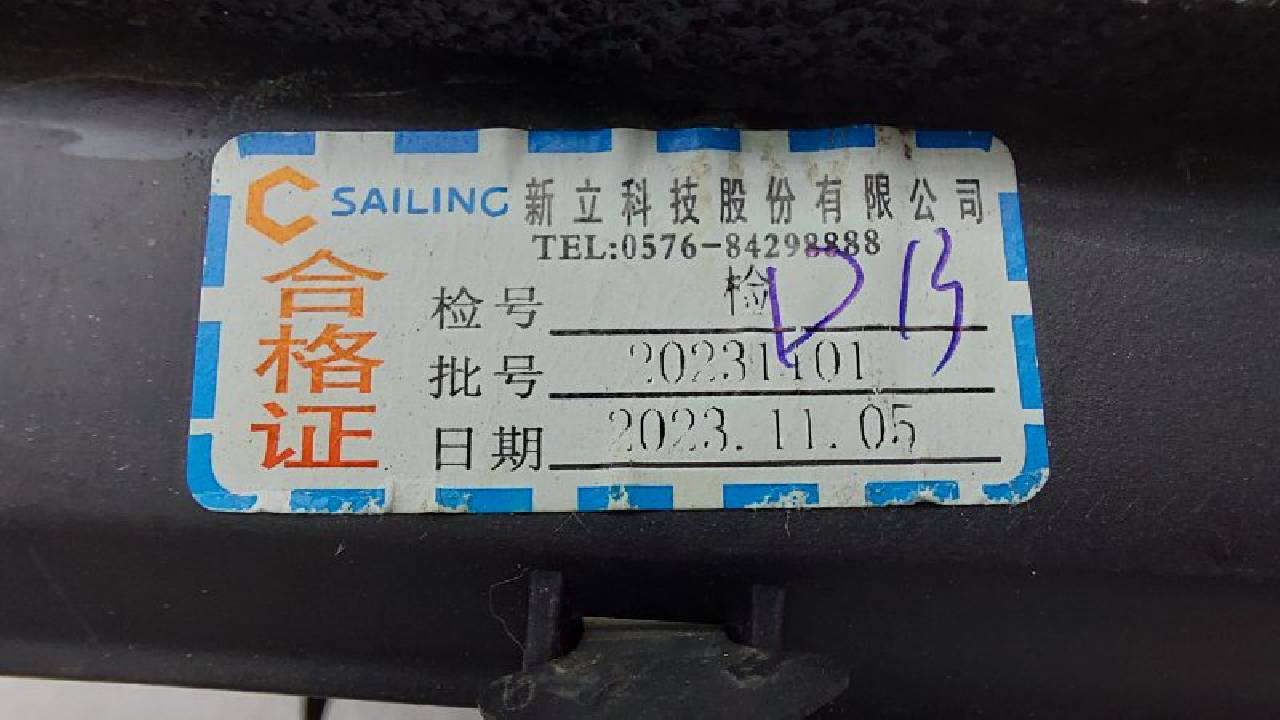 SAILING 新立科技股份有限公司
TEL:0576-84298888
合格证
检号 检
批号 20231101
日期 2023.11.05